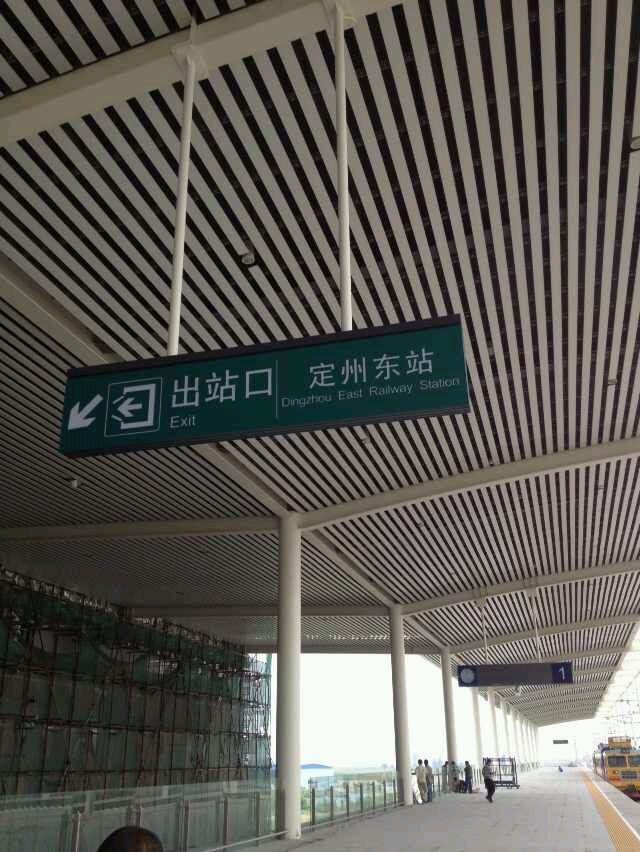 出站口
Exit
定州东站
Dingzhou East Railway Station
1